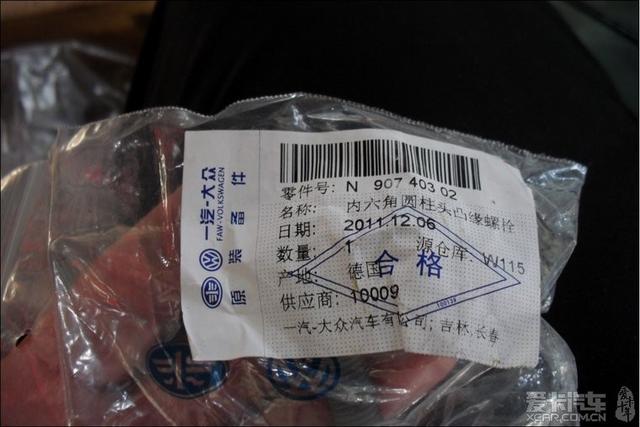 一汽-大众
FAW-VOLKSWAGEN
原装备件
零件号: N 907 403 02
名称: 内六角圆柱头凸缘螺栓
日期: 2011.12.06
数量: 1 源仓库: W115
产地: 德国
合格
供应商: 10009
一汽-大众汽车有限公司; 吉林.长春
爱卡汽车
XCAR.COM.CN